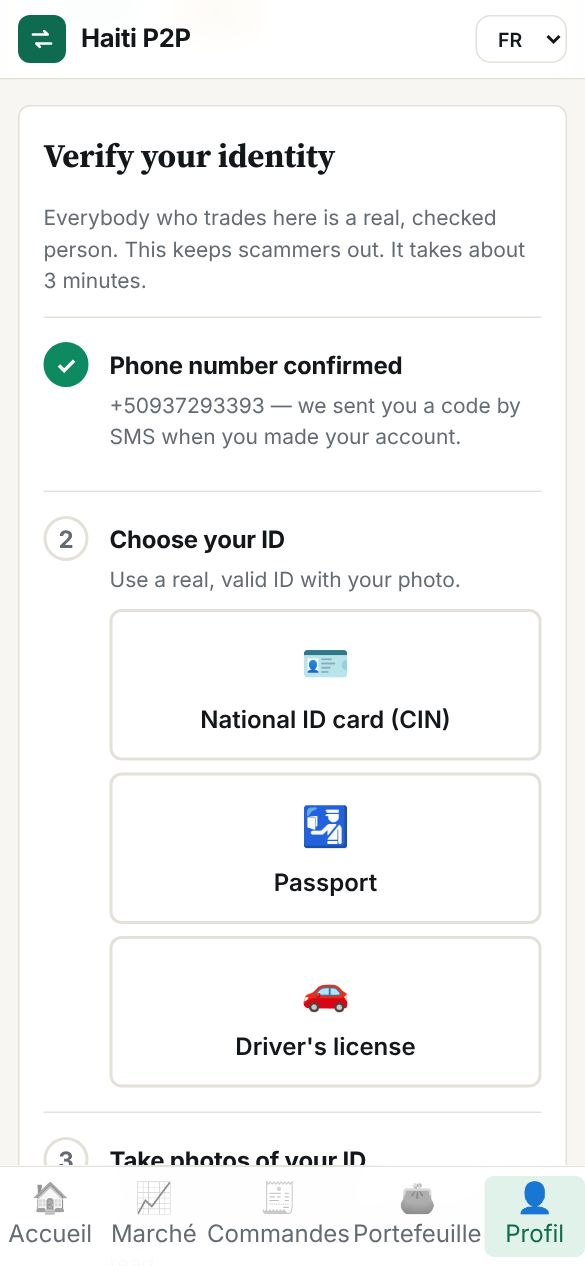 Haiti P2P
FR
Verify your identity
Everybody who trades here is a real, checked
person. This keeps scammers out. It takes about
3 minutes.
Phone number confirmed
+50937293393 — we sent you a code by
SMS when you made your account.
2
Choose your ID
Use a real, valid ID with your photo.
National ID card (CIN)
Passport
Driver's license
3
Take photos of your ID
Accueil
Marché
Commandes
Portefeuille
Profil